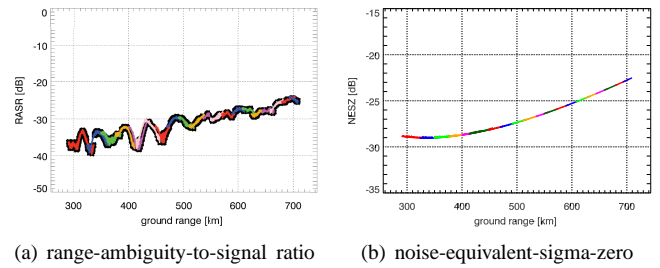 0
-10
-20
-30
-40
-50
RASR [dB]
300 400 500 600 700
ground range [km]
-15
-20
-25
-30
-35
NESZ [dB]
300 400 500 600 700
ground range [km]
(a) range-ambiguity-to-signal ratio
(b) noise-equivalent-sigma-zero